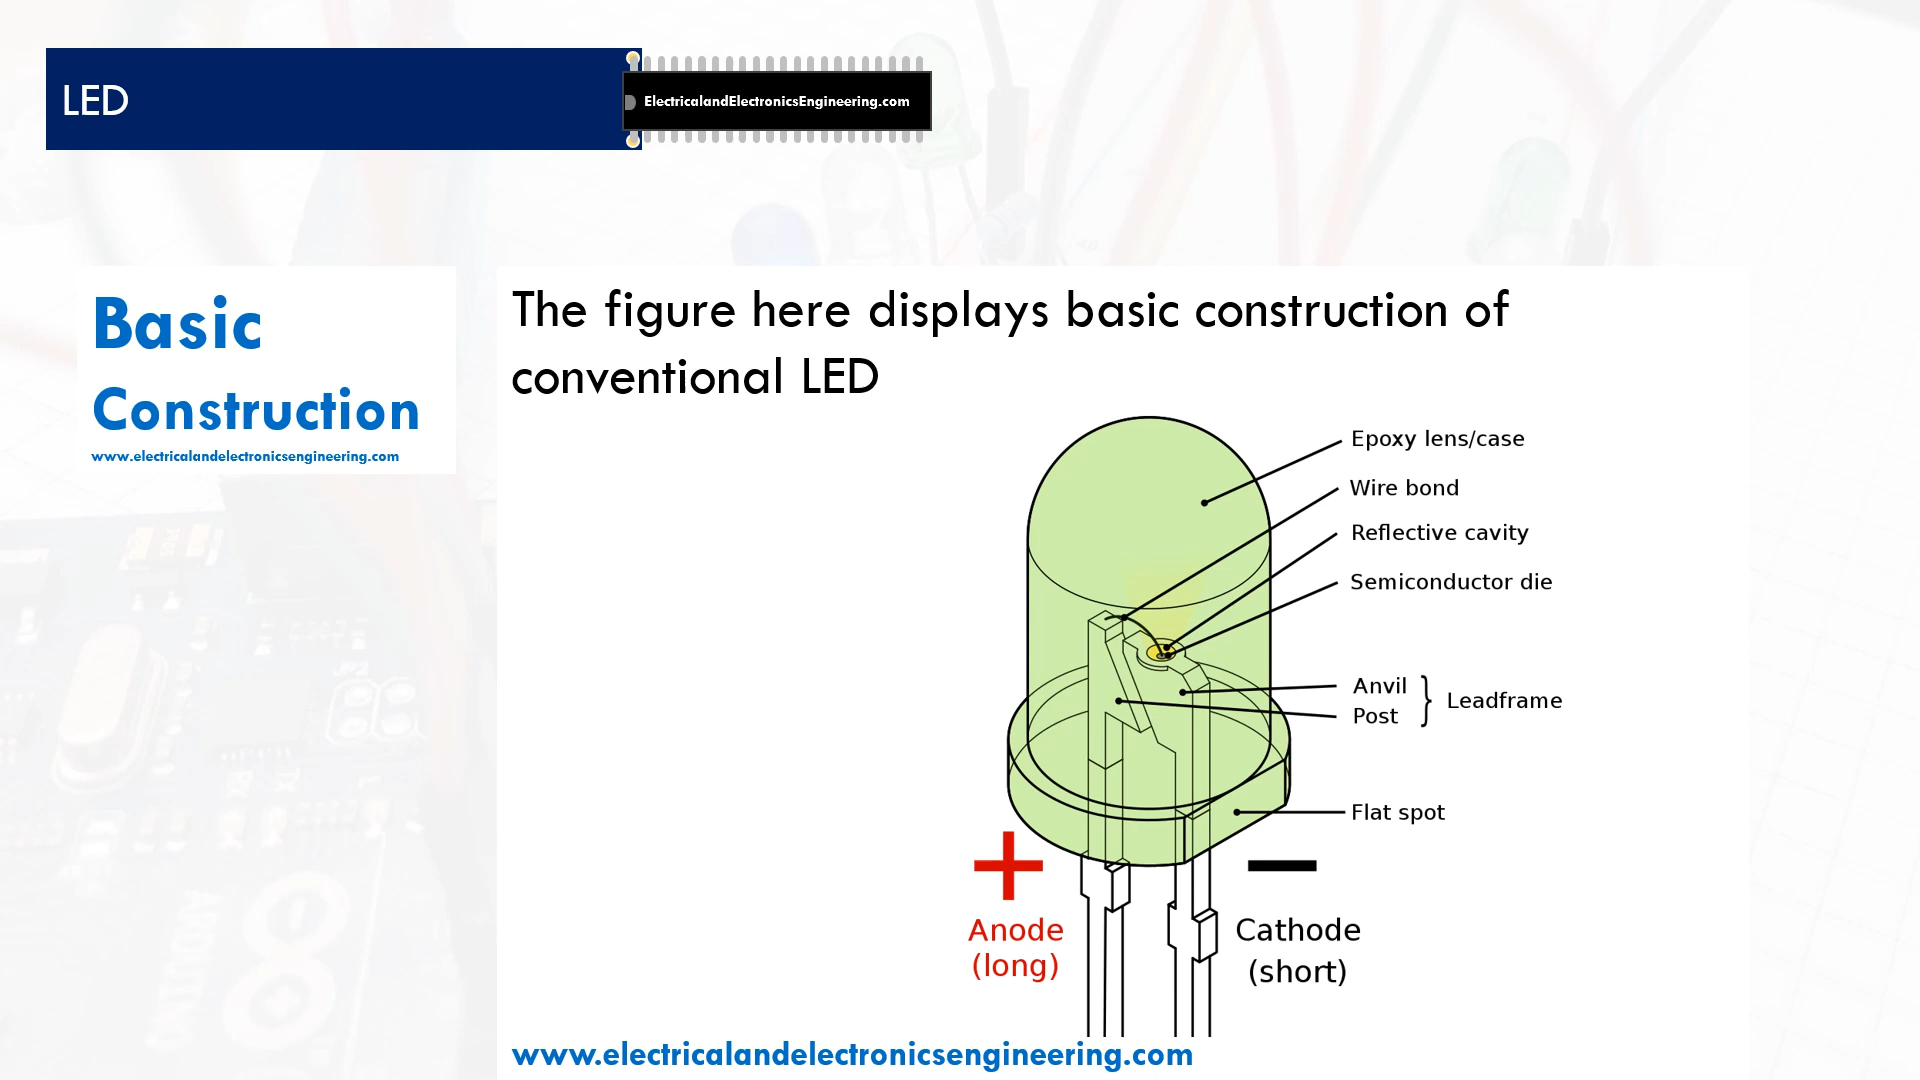 LED
ElectricalandElectronicsEngineering.com
Basic
Construction
www.electricalandelectronicsengineering.com
The figure here displays basic construction of
conventional LED
Epoxy lens/case
Wire bond
Reflective cavity
Semiconductor die
Anvil
Post
} Leadframe
Flat spot
+
Anode
(long)
−
Cathode
(short)
www.electricalandelectronicsengineering.com
ARDUINO